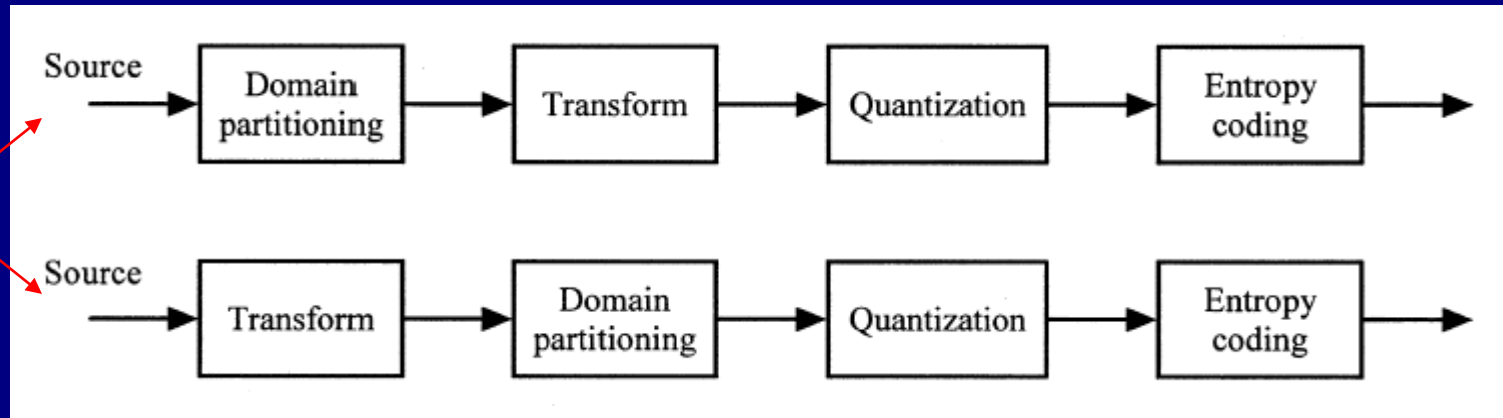 Source
Domain
partitioning
Transform
Quantization
Entropy
coding
Source
Transform
Domain
partitioning
Quantization
Entropy
coding